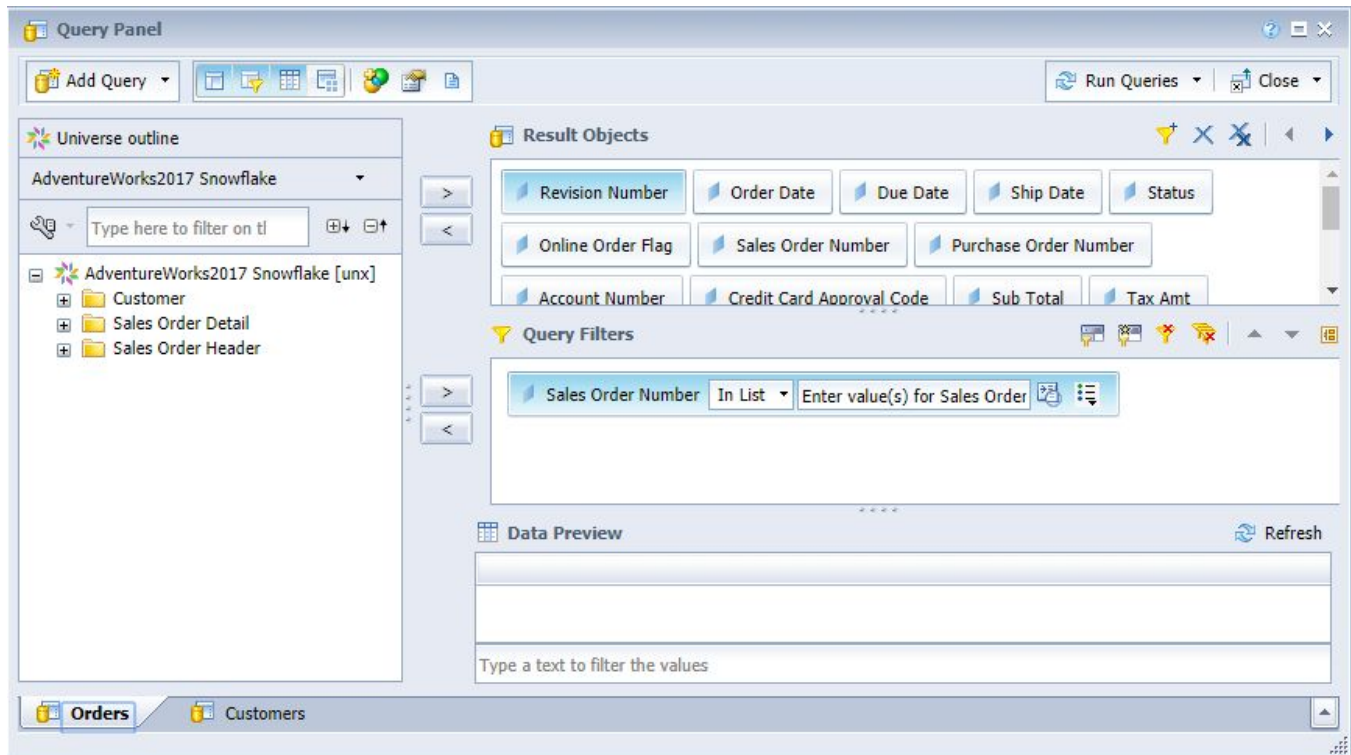 Query Panel
Add Query
Run Queries
Close
Universe outline
AdventureWorks2017 Snowflake
Type here to filter on tl
AdventureWorks2017 Snowflake [unx]
Customer
Sales Order Detail
Sales Order Header
>
<
>
<
Result Objects
Revision Number Order Date Due Date Ship Date Status
Online Order Flag Sales Order Number Purchase Order Number
Account Number Credit Card Approval Code Sub Total Tax Amt
Query Filters
Sales Order Number In List Enter value(s) for Sales Order
Data Preview
Refresh
Type a text to filter the values
Orders Customers